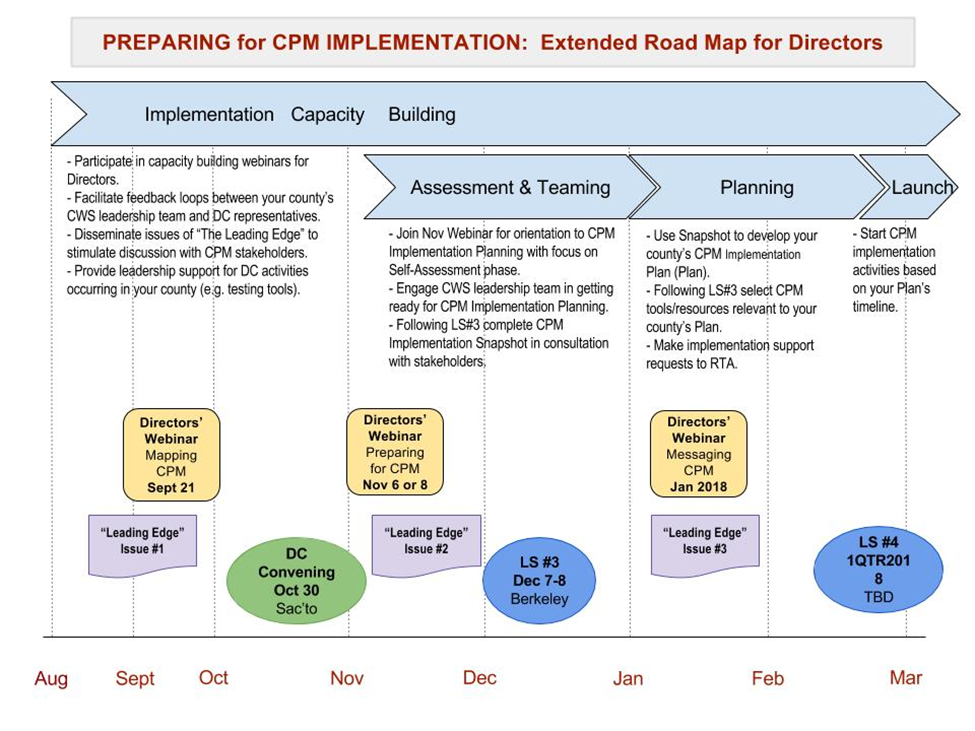 PREPARING for CPM IMPLEMENTATION:  Extended Road Map for Directors
Implementation   Capacity    Building
- Participate in capacity building webinars for
Directors.
- Facilitate feedback loops between your county's
CWS leadership team and DC representatives.
- Disseminate issues of “The Leading Edge” to
stimulate discussion with CPM stakeholders.
- Provide leadership support for DC activities
occurring in your county (e.g. testing tools).
Assessment & Teaming
- Join Nov Webinar for orientation to CPM
Implementation Planning with focus on
Self-Assessment phase.
- Engage CWS leadership team in getting
ready for CPM Implementation Planning.
- Following LS#3 complete CPM
Implementation Snapshot in consultation
with stakeholders.
Planning
- Use Snapshot to develop your
county's CPM Implementation
Plan (Plan).
- Following LS#3 select CPM
tools/resources relevant to your
county's Plan.
- Make implementation support
requests to RTA.
Launch
- Start CPM
implementation
activities based
on your Plan's
timeline.
Directors'
Webinar
Mapping
CPM
Sept 21
Directors'
Webinar
Preparing
for CPM
Nov 6 or 8
Directors'
Webinar
Messaging
CPM
Jan 2018
“Leading Edge”
Issue #1
DC
Convening
Oct 30
Sac'to
“Leading Edge”
Issue #2
LS #3
Dec 7-8
Berkeley
“Leading Edge”
Issue #3
LS #4
1QTR201
8
TBD
Aug Sept Oct Nov Dec Jan Feb Mar